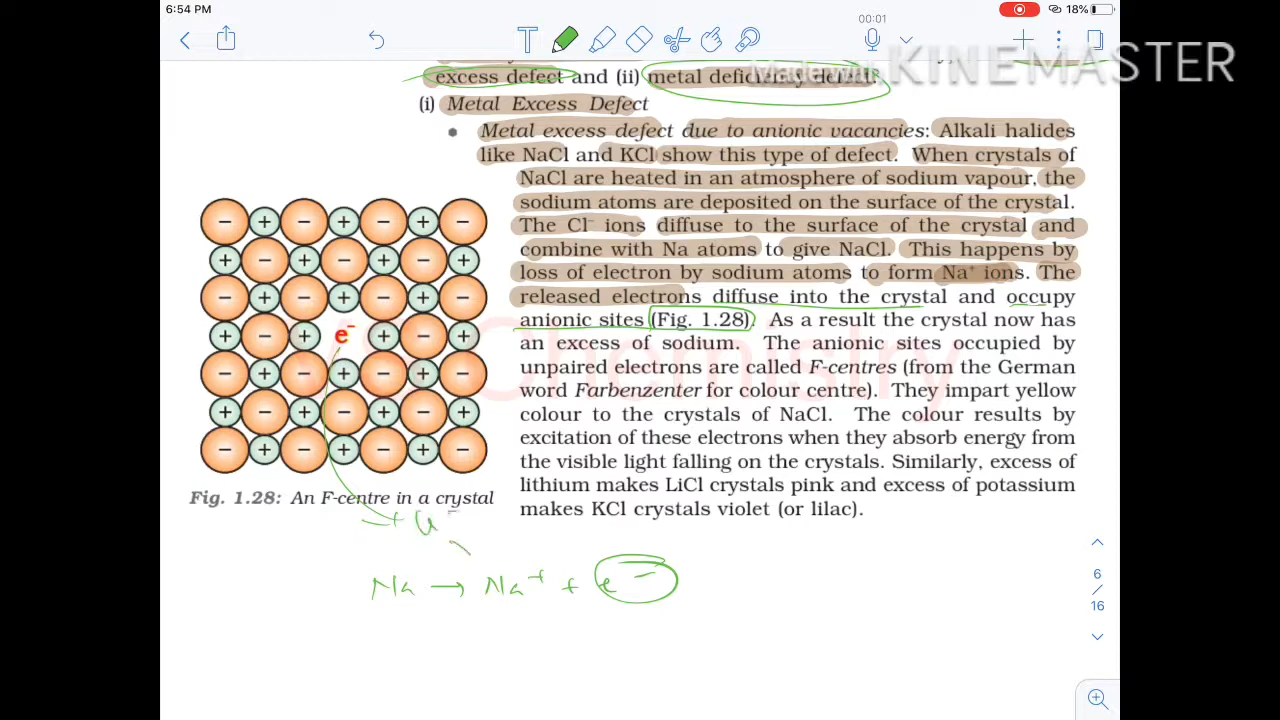 6:54 PM
18%
00:01
Made with KINEMASTER
excess defect and (ii) metal deficiency defect.
(i) Metal Excess Defect
• Metal excess defect due to anionic vacancies: Alkali halides
like NaCl and KCl show this type of defect. When crystals of
NaCl are heated in an atmosphere of sodium vapour, the
sodium atoms are deposited on the surface of the crystal.
The Cl⁻ ions diffuse to the surface of the crystal and
combine with Na atoms to give NaCl. This happens by
loss of electron by sodium atoms to form Na⁺ ions. The
released electrons diffuse into the crystal and occupy
anionic sites (Fig. 1.28). As a result the crystal now has
an excess of sodium. The anionic sites occupied by
unpaired electrons are called F-centres (from the German
word Farbenzenter for colour centre). They impart yellow
colour to the crystals of NaCl. The colour results by
excitation of these electrons when they absorb energy from
the visible light falling on the crystals. Similarly, excess of
lithium makes LiCl crystals pink and excess of potassium
makes KCl crystals violet (or lilac).
Chemistry
− + − + − + −
+ − + − + − +
− + − + − + −
+ − + e⁻ + − +
− + − + − + −
+ − + − + − +
− + − + − + −
Fig. 1.28: An F-centre in a crystal
Na → Na⁺ + e⁻
6
/
16